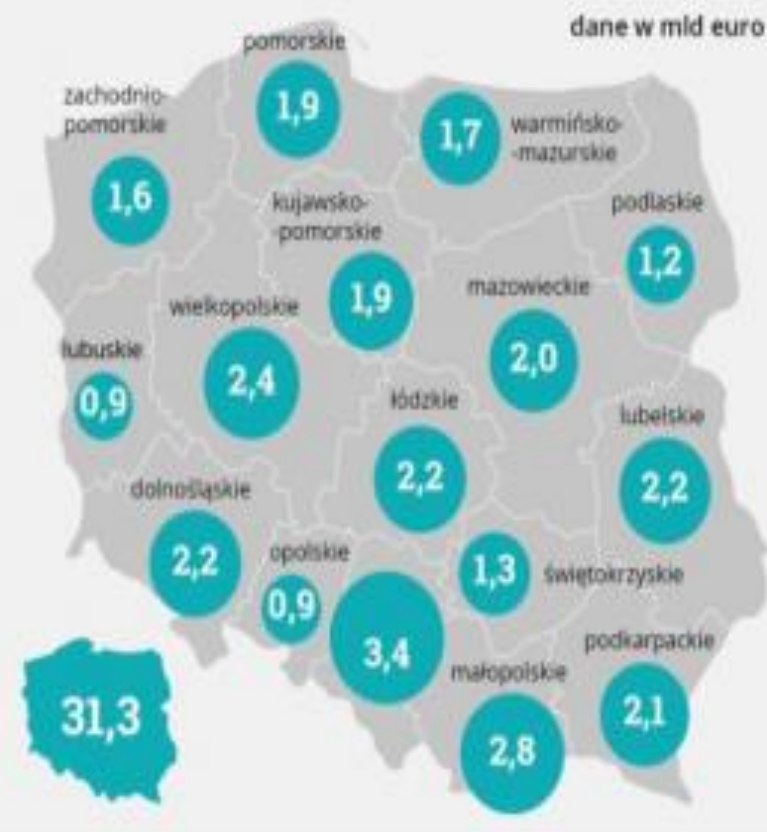 dane w mld euro
pomorskie
1,9
zachodnio-
pomorskie
1,6
1,7
warmińsko-
-mazurskie
kujawsko-
-pomorskie
1,9
podlaskie
1,2
mazowieckie
2,0
wielkopolskie
2,4
lubuskie
0,9
łódzkie
2,2
lubelskie
2,2
dolnośląskie
2,2
opolskie
0,9
1,3
świętokrzyskie
3,4
małopolskie
2,8
podkarpackie
2,1
31,3